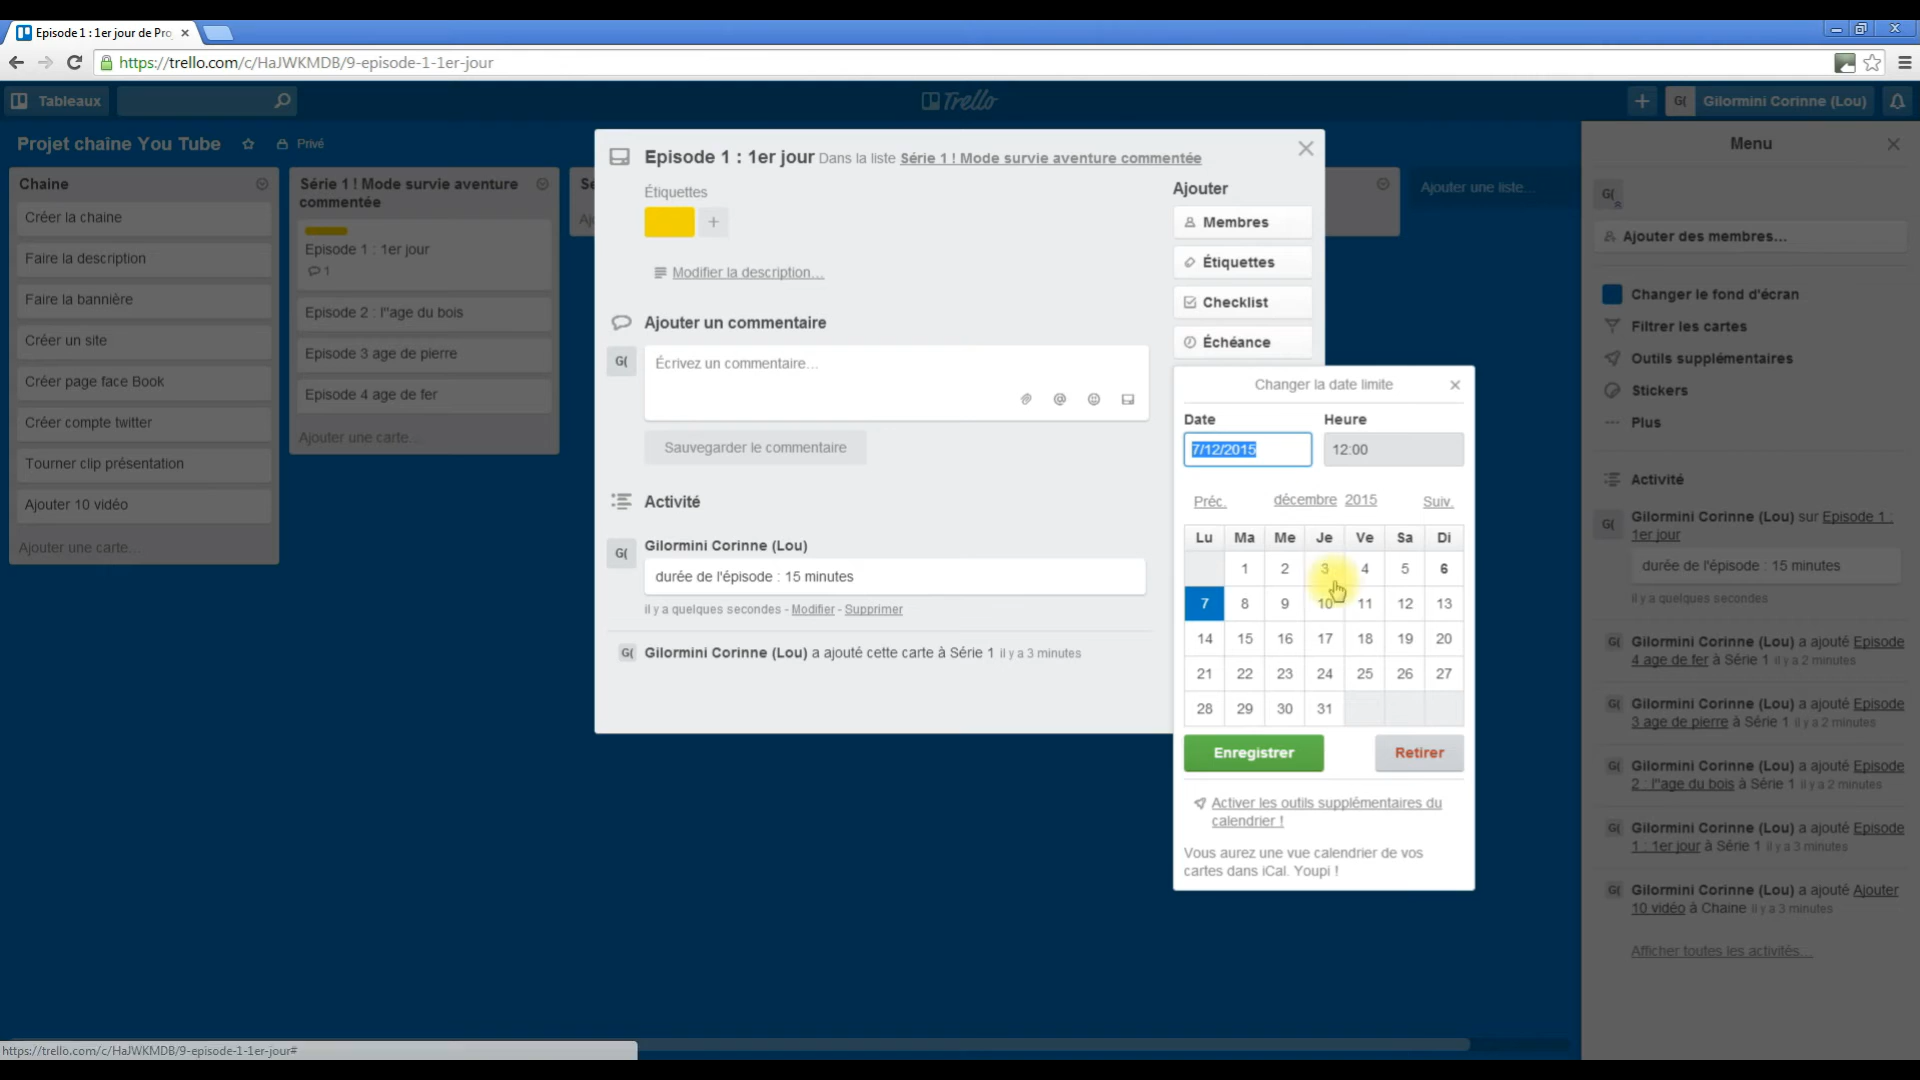 Episode 1 : 1er jour de Pro
https://trello.com/c/HaJWKMDB/9-episode-1-1er-jour
Tableaux
Trello
G( Gilormini Corinne (Lou)
Projet chaîne You Tube
Privé
Chaine
Créer la chaine
Faire la description
Faire la bannière
Créer un site
Créer page face Book
Créer compte twitter
Tourner clip présentation
Ajouter 10 vidéo
Ajouter une carte...
Série 1 ! Mode survie aventure
commentée
Episode 1 : 1er jour
1
Episode 2 : l"age du bois
Episode 3 age de pierre
Episode 4 age de fer
Ajouter une carte...
Ajouter une liste...
Episode 1 : 1er jour Dans la liste Série 1 ! Mode survie aventure commentée
Étiquettes
+
Modifier la description...
Ajouter un commentaire
G(
Écrivez un commentaire...
Sauvegarder le commentaire
Activité
G(
Gilormini Corinne (Lou)
durée de l'épisode : 15 minutes
il y a quelques secondes - Modifier - Supprimer
G( Gilormini Corinne (Lou) a ajouté cette carte à Série 1 il y a 3 minutes
Ajouter
Membres
Étiquettes
Checklist
Échéance
Changer la date limite
Date Heure
7/12/2015 12:00
Préc. décembre 2015 Suiv.
Lu Ma Me Je Ve Sa Di
1 2 3 4 5 6
7 8 9 10 11 12 13
14 15 16 17 18 19 20
21 22 23 24 25 26 27
28 29 30 31
Enregistrer Retirer
Activer les outils supplémentaires du
calendrier !
Vous aurez une vue calendrier de vos
cartes dans iCal. Youpi !
Menu
G(
Ajouter des membres...
Changer le fond d'écran
Filtrer les cartes
Outils supplémentaires
Stickers
Plus
Activité
G( Gilormini Corinne (Lou) sur Episode 1 :
1er jour
durée de l'épisode : 15 minutes
il y a quelques secondes
G( Gilormini Corinne (Lou) a ajouté Episode
4 age de fer à Série 1 il y a 2 minutes
G( Gilormini Corinne (Lou) a ajouté Episode
3 age de pierre à Série 1 il y a 2 minutes
G( Gilormini Corinne (Lou) a ajouté Episode
2 : l"age du bois à Série 1 il y a 2 minutes
G( Gilormini Corinne (Lou) a ajouté Episode
1 : 1er jour à Série 1 il y a 3 minutes
G( Gilormini Corinne (Lou) a ajouté Ajouter
10 vidéo à Chaine il y a 3 minutes
Afficher toutes les activités...
https://trello.com/c/HaJWKMDB/9-episode-1-1er-jour#